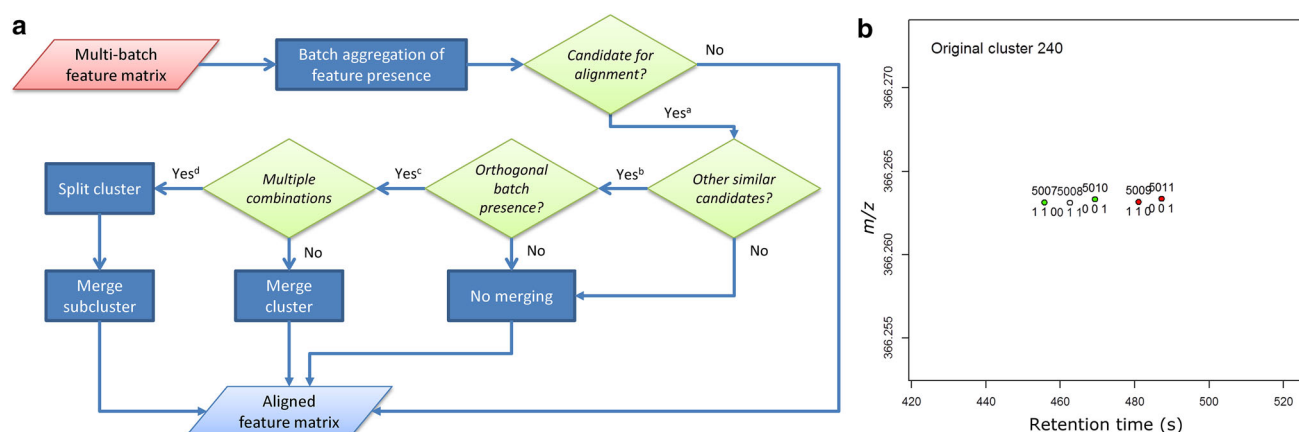 a
Multi-batch
feature matrix
Batch aggregation of
feature presence
Candidate for
alignment?
No
Yesᵃ
Split cluster
Yesᵈ
Multiple
combinations
Yesᶜ
Orthogonal
batch
presence?
Yesᵇ
Other similar
candidates?
No
No
No
Merge
subcluster
Merge
cluster
No merging
Aligned
feature matrix
b
Original cluster 240
m/z
366.270
366.265
366.260
366.255
5007 5008 5010 5009 5011
1 1 0 0 1 1 0 0 1 1 1 0 0 0 1
420 440 460 480 500 520
Retention time (s)